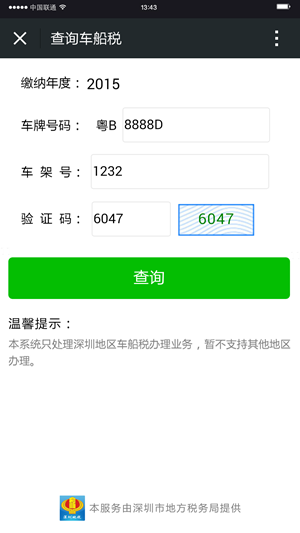 中国联通 13:43
查询车船税
缴纳年度：2015
车牌号码： 粤B 8888D
车 架 号： 1232
验 证 码： 6047 6047
查询
温馨提示：
本系统只处理深圳地区车船税办理业务，暂不支持其他地区
办理。
本服务由深圳市地方税务局提供